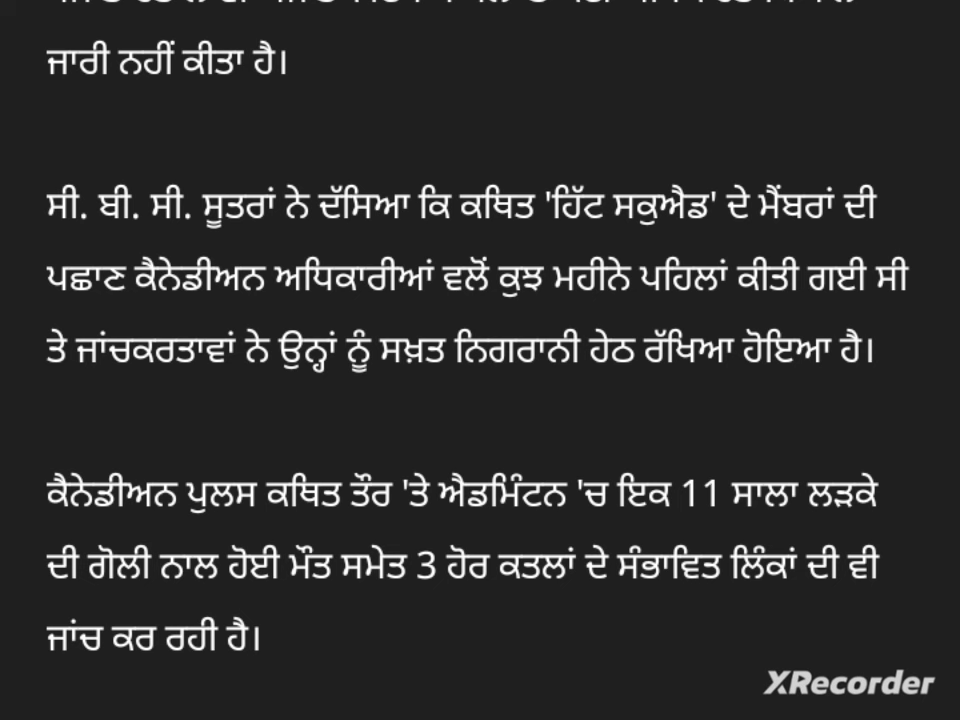 ਜਾਰੀ ਨਹੀਂ ਕੀਤਾ ਹੈ।
ਸੀ. ਬੀ. ਸੀ. ਸੂਤਰਾਂ ਨੇ ਦੱਸਿਆ ਕਿ ਕਥਿਤ 'ਹਿੱਟ ਸਕੁਐਡ' ਦੇ ਮੈਂਬਰਾਂ ਦੀ
ਪਛਾਣ ਕੈਨੇਡੀਅਨ ਅਧਿਕਾਰੀਆਂ ਵਲੋਂ ਕੁਝ ਮਹੀਨੇ ਪਹਿਲਾਂ ਕੀਤੀ ਗਈ ਸੀ
ਤੇ ਜਾਂਚਕਰਤਾਵਾਂ ਨੇ ਉਨ੍ਹਾਂ ਨੂੰ ਸਖ਼ਤ ਨਿਗਰਾਨੀ ਹੇਠ ਰੱਖਿਆ ਹੋਇਆ ਹੈ।
ਕੈਨੇਡੀਅਨ ਪੁਲਸ ਕਥਿਤ ਤੌਰ 'ਤੇ ਐਡਮਿੰਟਨ 'ਚ ਇਕ 11 ਸਾਲਾ ਲੜਕੇ
ਦੀ ਗੋਲੀ ਨਾਲ ਹੋਈ ਮੌਤ ਸਮੇਤ 3 ਹੋਰ ਕਤਲਾਂ ਦੇ ਸੰਭਾਵਿਤ ਲਿੰਕਾਂ ਦੀ ਵੀ
ਜਾਂਚ ਕਰ ਰਹੀ ਹੈ।
XRecorder